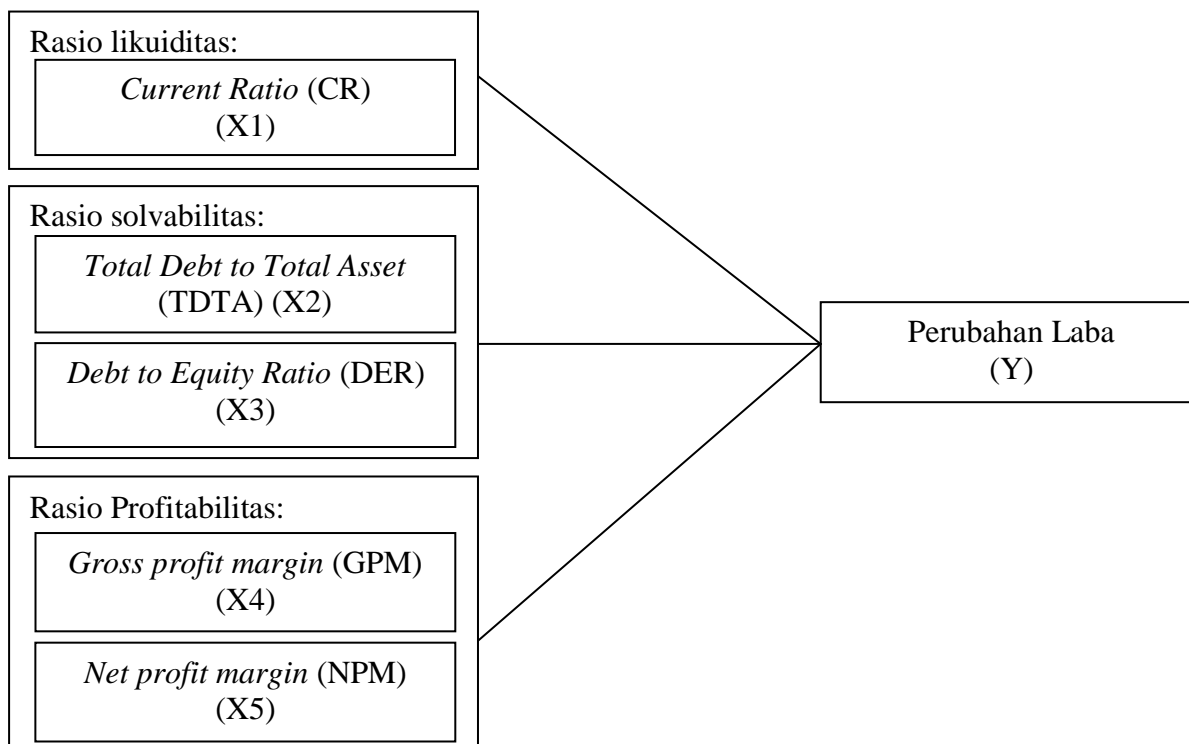 Rasio likuiditas:
Current Ratio (CR)
(X1)
Rasio solvabilitas:
Total Debt to Total Asset
(TDTA) (X2)
Debt to Equity Ratio (DER)
(X3)
Rasio Profitabilitas:
Gross profit margin (GPM)
(X4)
Net profit margin (NPM)
(X5)
Perubahan Laba
(Y)